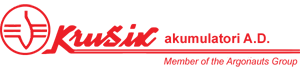 Krušik akumulatori A.D.
Member of the Argonauts Group